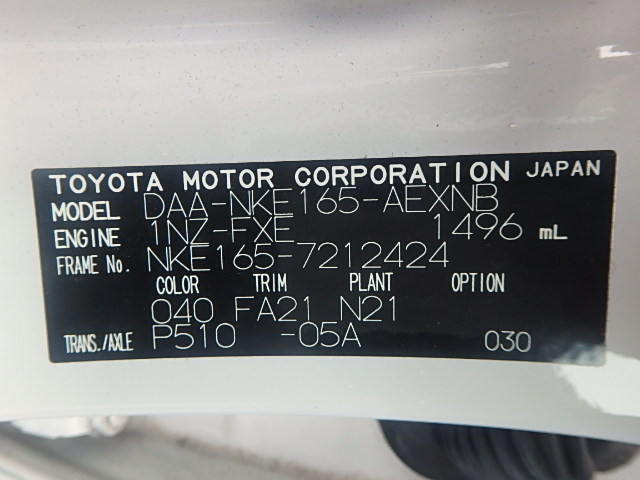 TOYOTA MOTOR CORPORATION JAPAN
MODEL DAA-NKE165-AEXNB
ENGINE 1NZ-FXE 1496 mL
FRAME No. NKE165-7212424
COLOR TRIM PLANT OPTION
040 FA21 N21
TRANS./AXLE P510 -05A 030